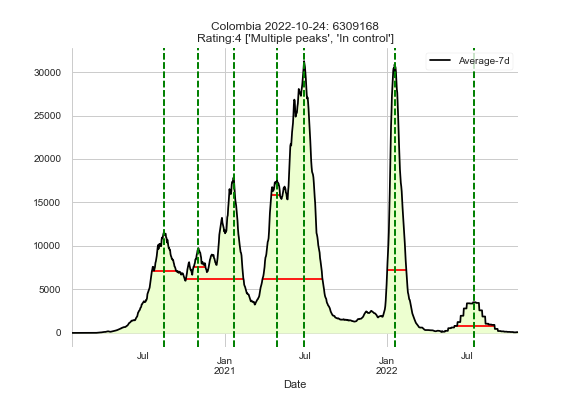 Colombia 2022-10-24: 6309168
Rating:4 ['Multiple peaks', 'In control']
Average-7d
30000
25000
20000
15000
10000
5000
0
Jul
Jan
2021
Jul
Jan
2022
Jul
Date